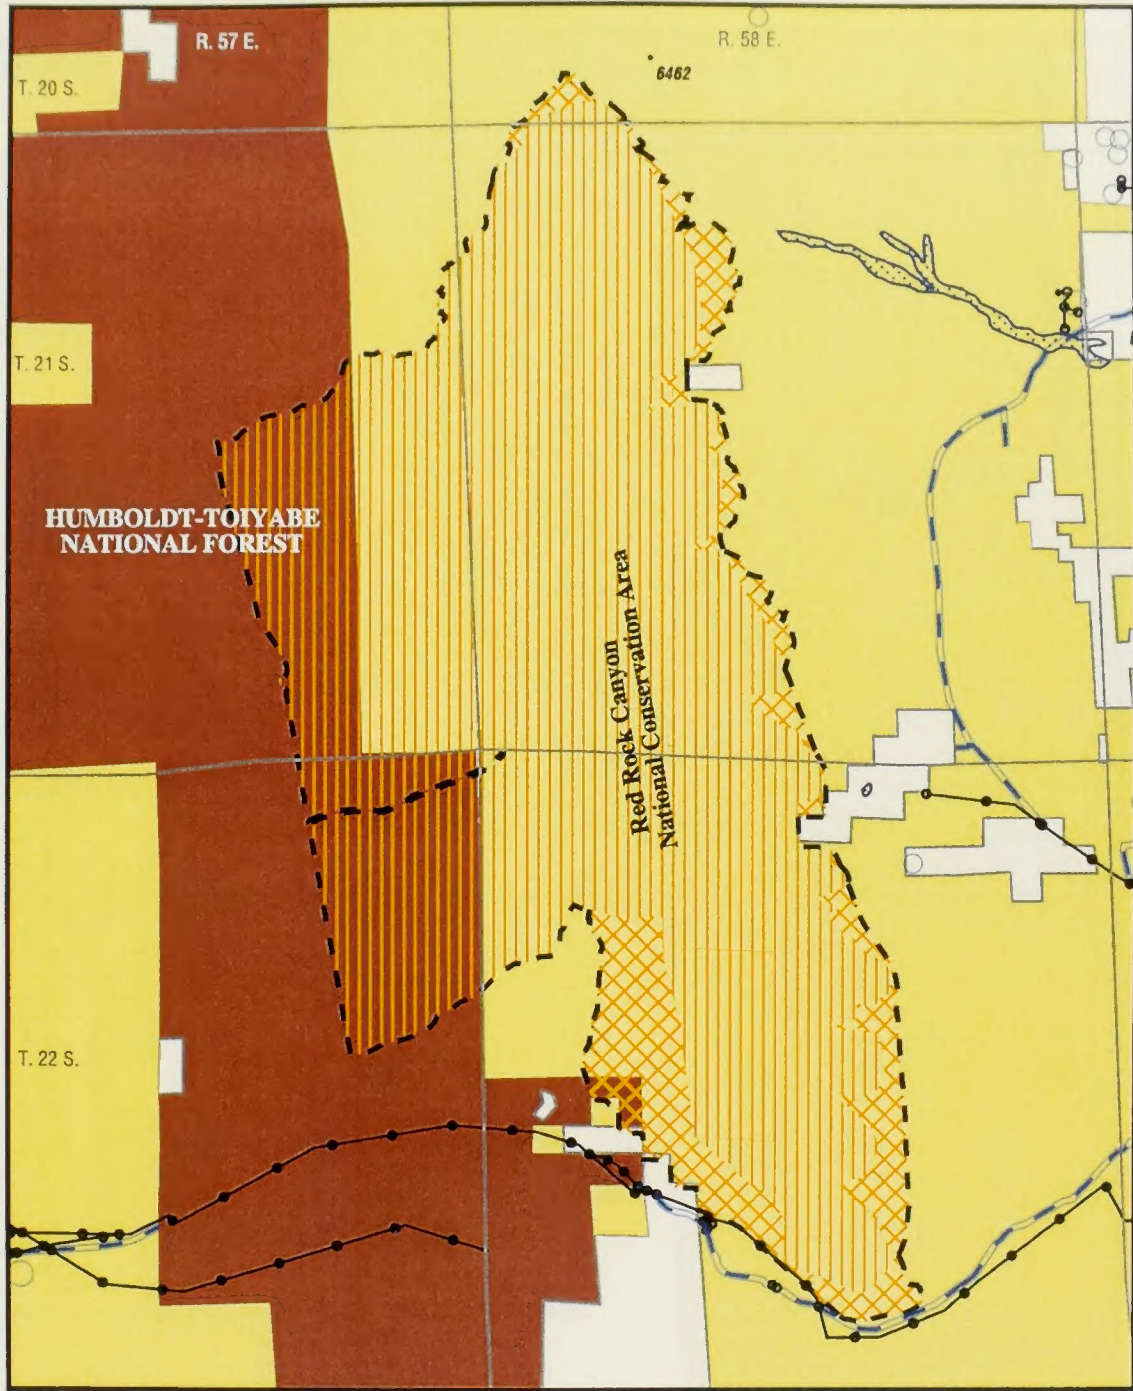 R. 57 E.
R. 58 E.
6462
T. 20 S.
T. 21 S.
HUMBOLDT-TOIYABE
NATIONAL FOREST
Red Rock Canyon
National Conservation Area
T. 22 S.